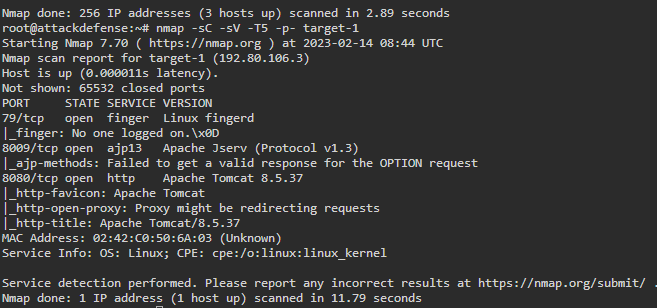 Nmap done: 256 IP addresses (3 hosts up) scanned in 2.89 seconds
root@attackdefense:~# nmap -sC -sV -T5 -p- target-1
Starting Nmap 7.70 ( https://nmap.org ) at 2023-02-14 08:44 UTC
Nmap scan report for target-1 (192.80.106.3)
Host is up (0.000011s latency).
Not shown: 65532 closed ports
PORT     STATE SERVICE VERSION
79/tcp   open  finger  Linux fingerd
|_finger: No one logged on.\x0D
8009/tcp open  ajp13   Apache Jserv (Protocol v1.3)
|_ajp-methods: Failed to get a valid response for the OPTION request
8080/tcp open  http    Apache Tomcat 8.5.37
|_http-favicon: Apache Tomcat
|_http-open-proxy: Proxy might be redirecting requests
|_http-title: Apache Tomcat/8.5.37
MAC Address: 02:42:C0:50:6A:03 (Unknown)
Service Info: OS: Linux; CPE: cpe:/o:linux:linux_kernel

Service detection performed. Please report any incorrect results at https://nmap.org/submit/ .
Nmap done: 1 IP address (1 host up) scanned in 11.79 seconds